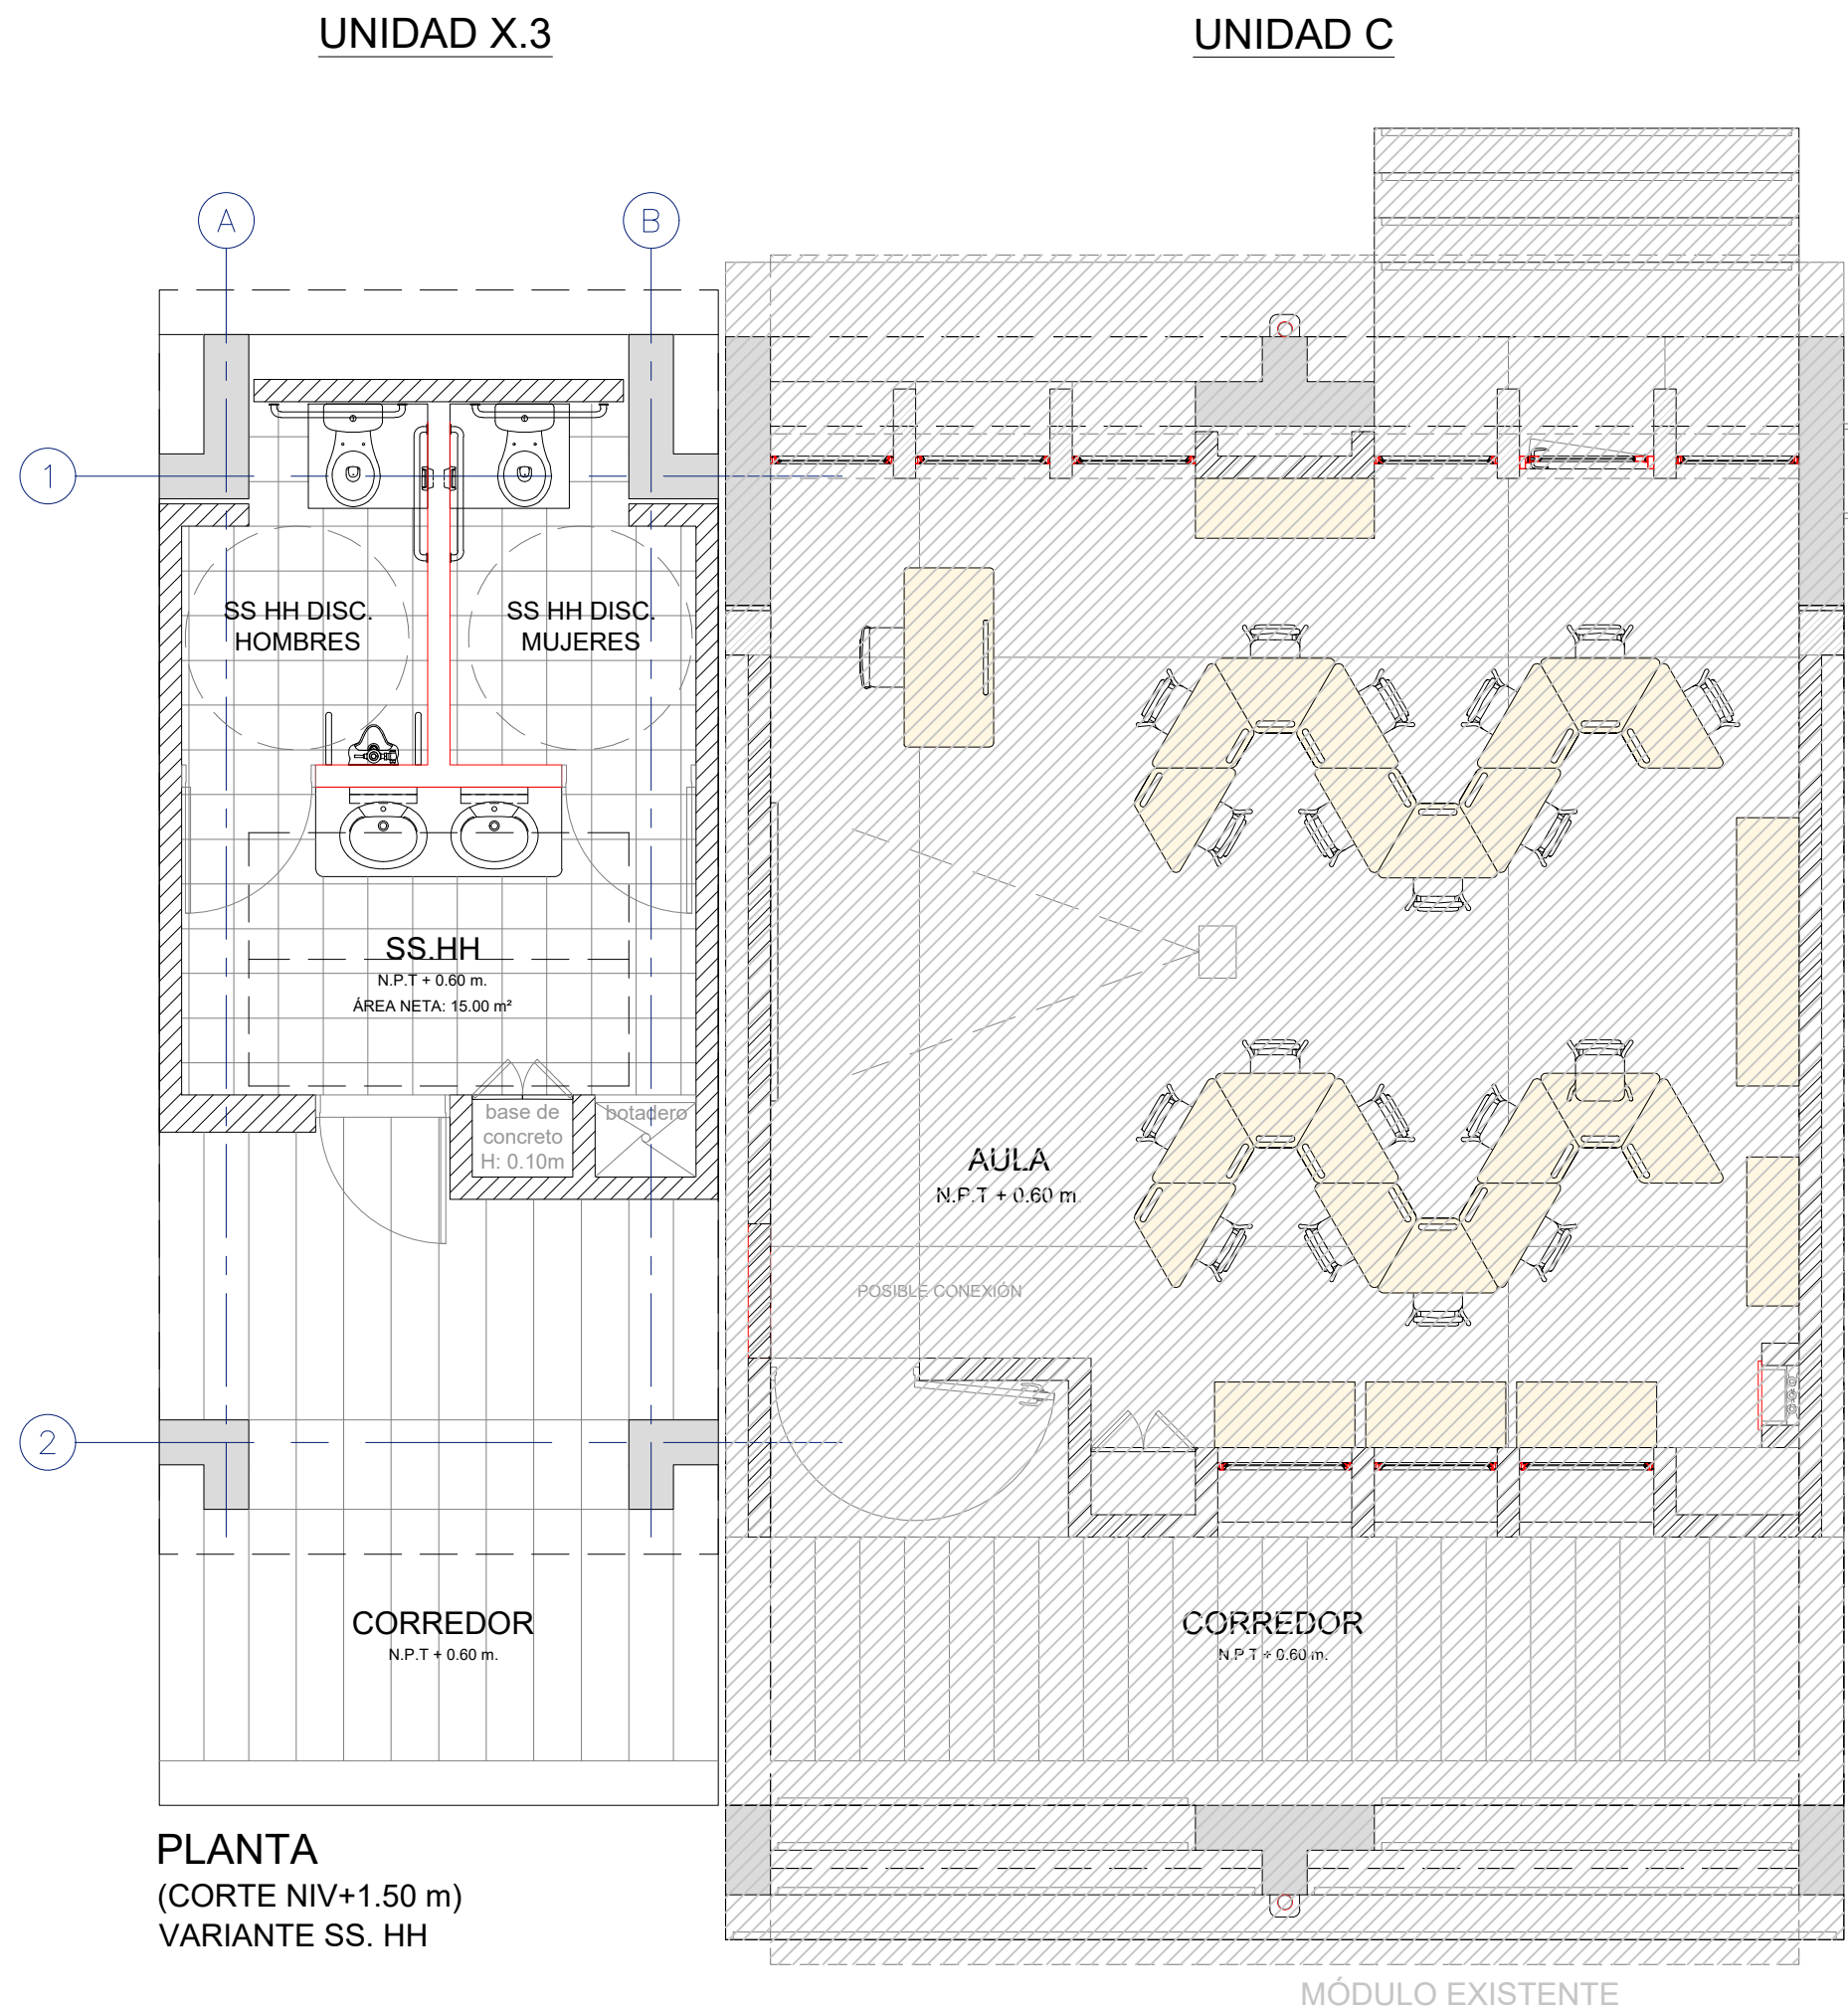 UNIDAD X.3
UNIDAD C
A
B
1
SS HH DISC.
HOMBRES
SS HH DISC.
MUJERES
SS.HH
N.P.T + 0.60 m.
ÁREA NETA: 15.00 m²
base de
concreto
H: 0.10m
botadero
AULA
N.P.T + 0.60 m.
POSIBLE CONEXIÓN
2
CORREDOR
N.P.T + 0.60 m.
CORREDOR
N.P.T + 0.60 m.
PLANTA
(CORTE NIV+1.50 m)
VARIANTE SS. HH
MÓDULO EXISTENTE